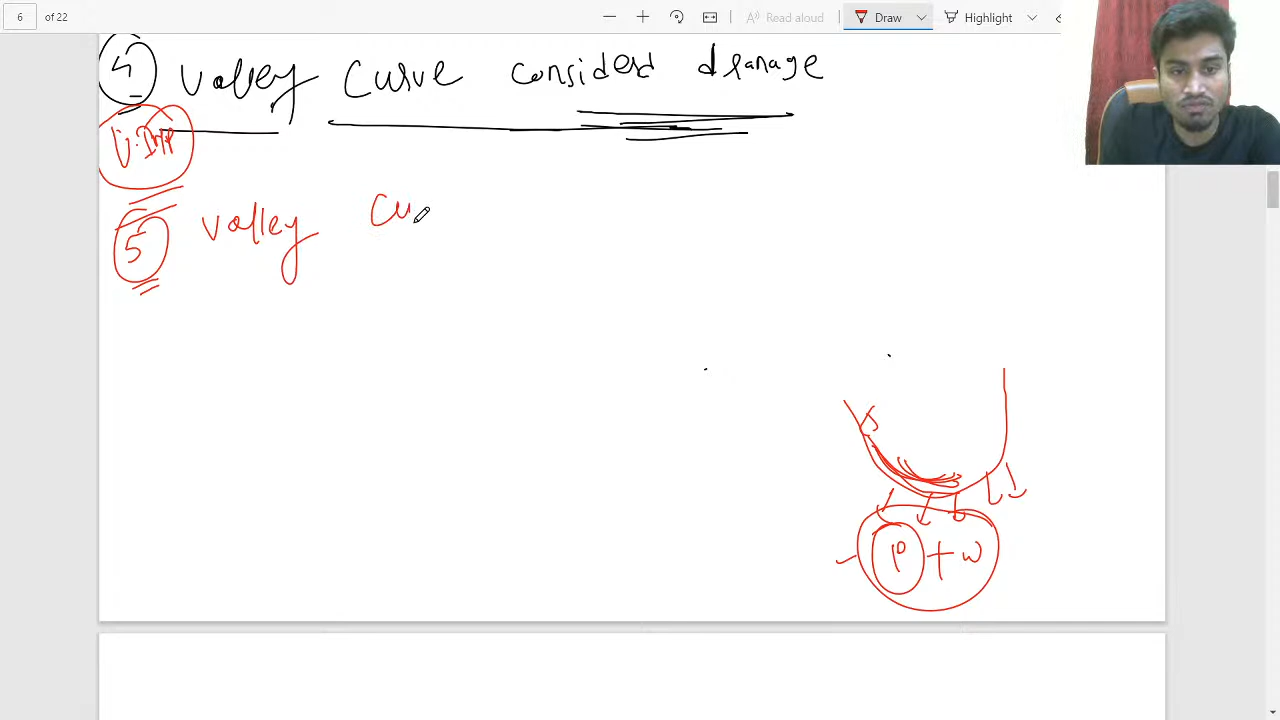 6 of 22 Read aloud Draw Highlight
4 Valley Curve considerd dranage
V.Imp
5 valley Cu
P + w